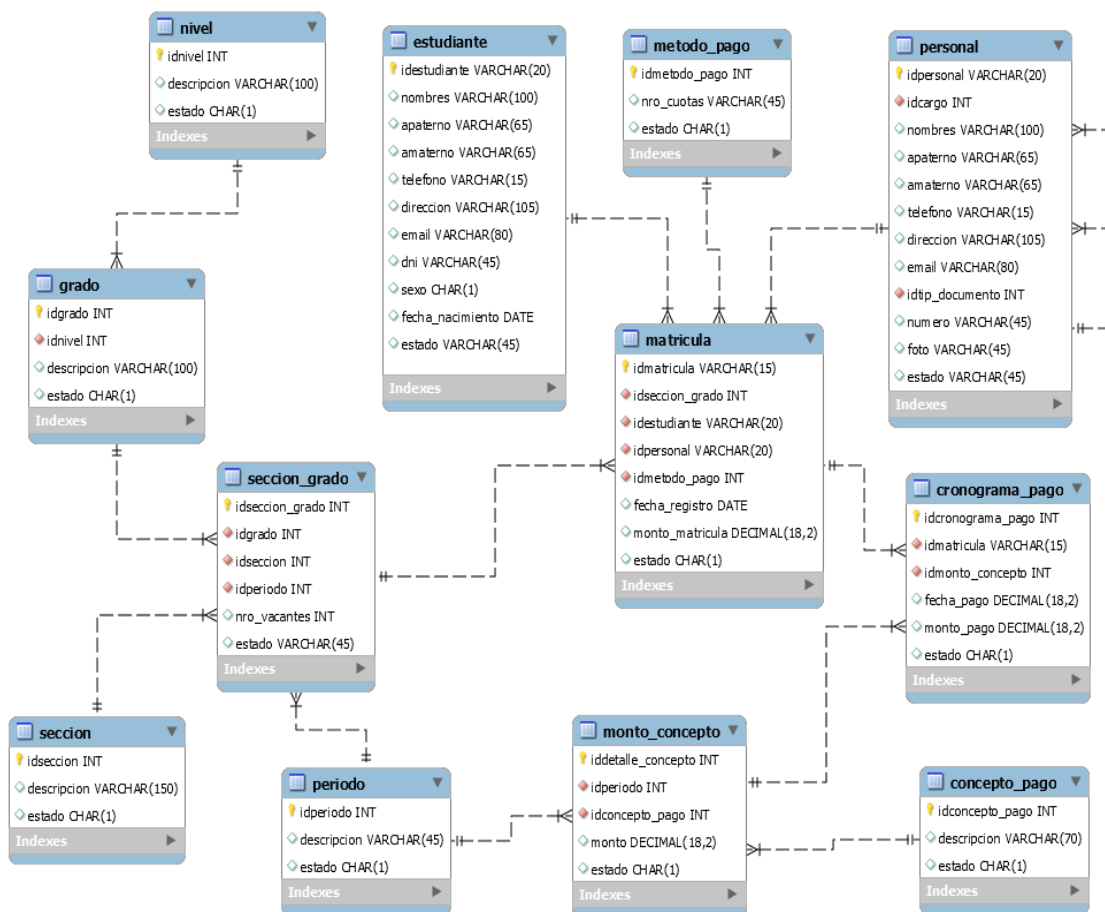 nivel
idnivel INT
descripcion VARCHAR(100)
estado CHAR(1)
Indexes
estudiante
idestudiante VARCHAR(20)
nombres VARCHAR(100)
apaterno VARCHAR(65)
amaterno VARCHAR(65)
telefono VARCHAR(15)
direccion VARCHAR(105)
email VARCHAR(80)
dni VARCHAR(45)
sexo CHAR(1)
fecha_nacimiento DATE
estado VARCHAR(45)
Indexes
metodo_pago
idmetodo_pago INT
nro_cuotas VARCHAR(45)
estado CHAR(1)
Indexes
personal
idpersonal VARCHAR(20)
idcargo INT
nombres VARCHAR(100)
apaterno VARCHAR(65)
amaterno VARCHAR(65)
telefono VARCHAR(15)
direccion VARCHAR(105)
email VARCHAR(80)
idtip_documento INT
numero VARCHAR(45)
foto VARCHAR(45)
estado VARCHAR(45)
Indexes
grado
idgrado INT
idnivel INT
descripcion VARCHAR(100)
estado CHAR(1)
Indexes
matricula
idmatricula VARCHAR(15)
idseccion_grado INT
idestudiante VARCHAR(20)
idpersonal VARCHAR(20)
idmetodo_pago INT
fecha_registro DATE
monto_matricula DECIMAL(18,2)
estado CHAR(1)
Indexes
seccion_grado
idseccion_grado INT
idgrado INT
idseccion INT
idperiodo INT
nro_vacantes INT
estado VARCHAR(45)
Indexes
cronograma_pago
idcronograma_pago INT
idmatricula VARCHAR(15)
idmonto_concepto INT
fecha_pago DECIMAL(18,2)
monto_pago DECIMAL(18,2)
estado CHAR(1)
Indexes
seccion
idseccion INT
descripcion VARCHAR(150)
estado CHAR(1)
Indexes
periodo
idperiodo INT
descripcion VARCHAR(45)
estado CHAR(1)
Indexes
monto_concepto
iddetalle_concepto INT
idperiodo INT
idconcepto_pago INT
monto DECIMAL(18,2)
estado CHAR(1)
Indexes
concepto_pago
idconcepto_pago INT
descripcion VARCHAR(70)
estado CHAR(1)
Indexes